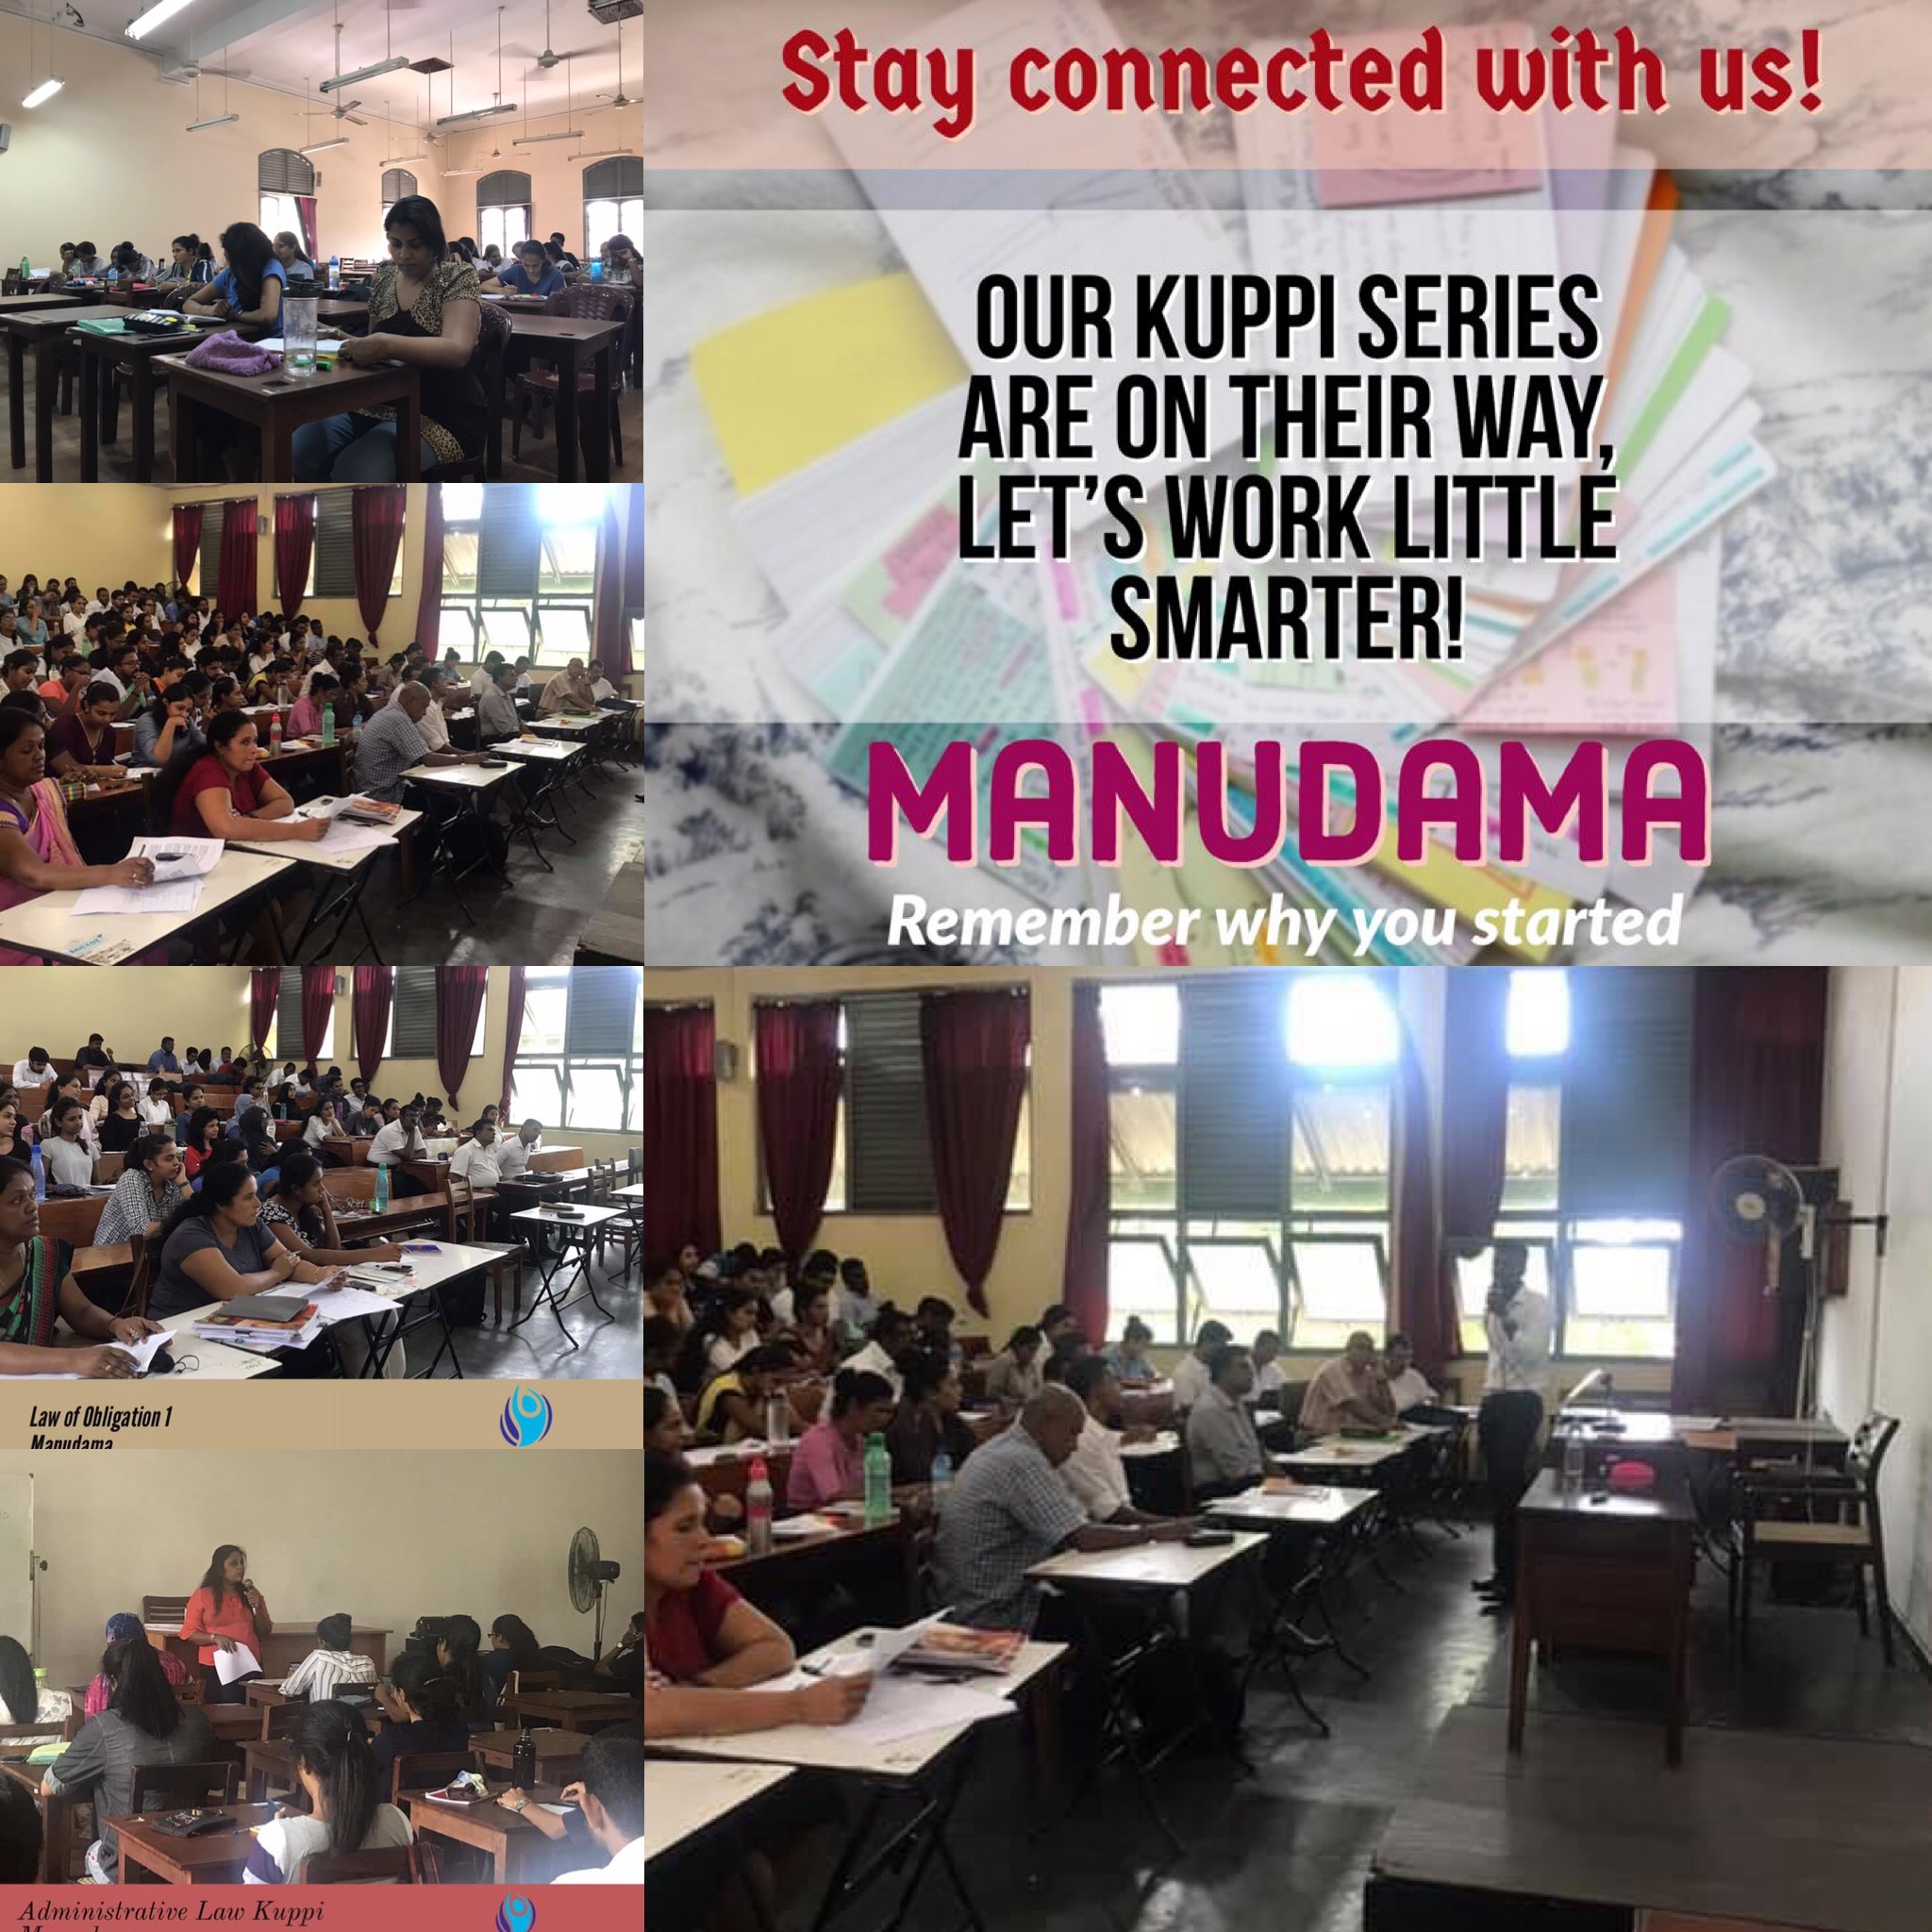 Stay connected with us!
OUR KUPPI SERIES
ARE ON THEIR WAY,
LET'S WORK LITTLE
SMARTER!
MANUDAMA
Remember why you started
Law of Obligation 1
Manudama
Administrative Law Kuppi